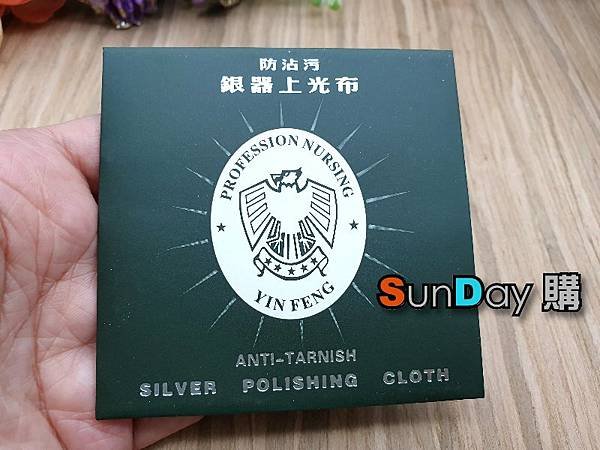 防沾污
銀器上光布
PROFESSION NURSING
★ ★
YIN FENG
SunDay 購
ANTI-TARNISH
SILVER POLISHING CLOTH